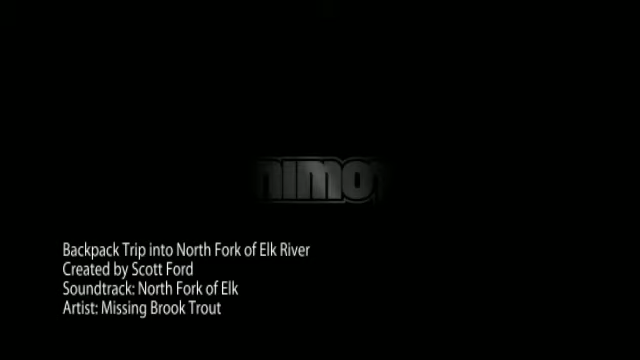 nimo
Backpack Trip into North Fork of Elk River
Created by Scott Ford
Soundtrack: North Fork of Elk
Artist: Missing Brook Trout